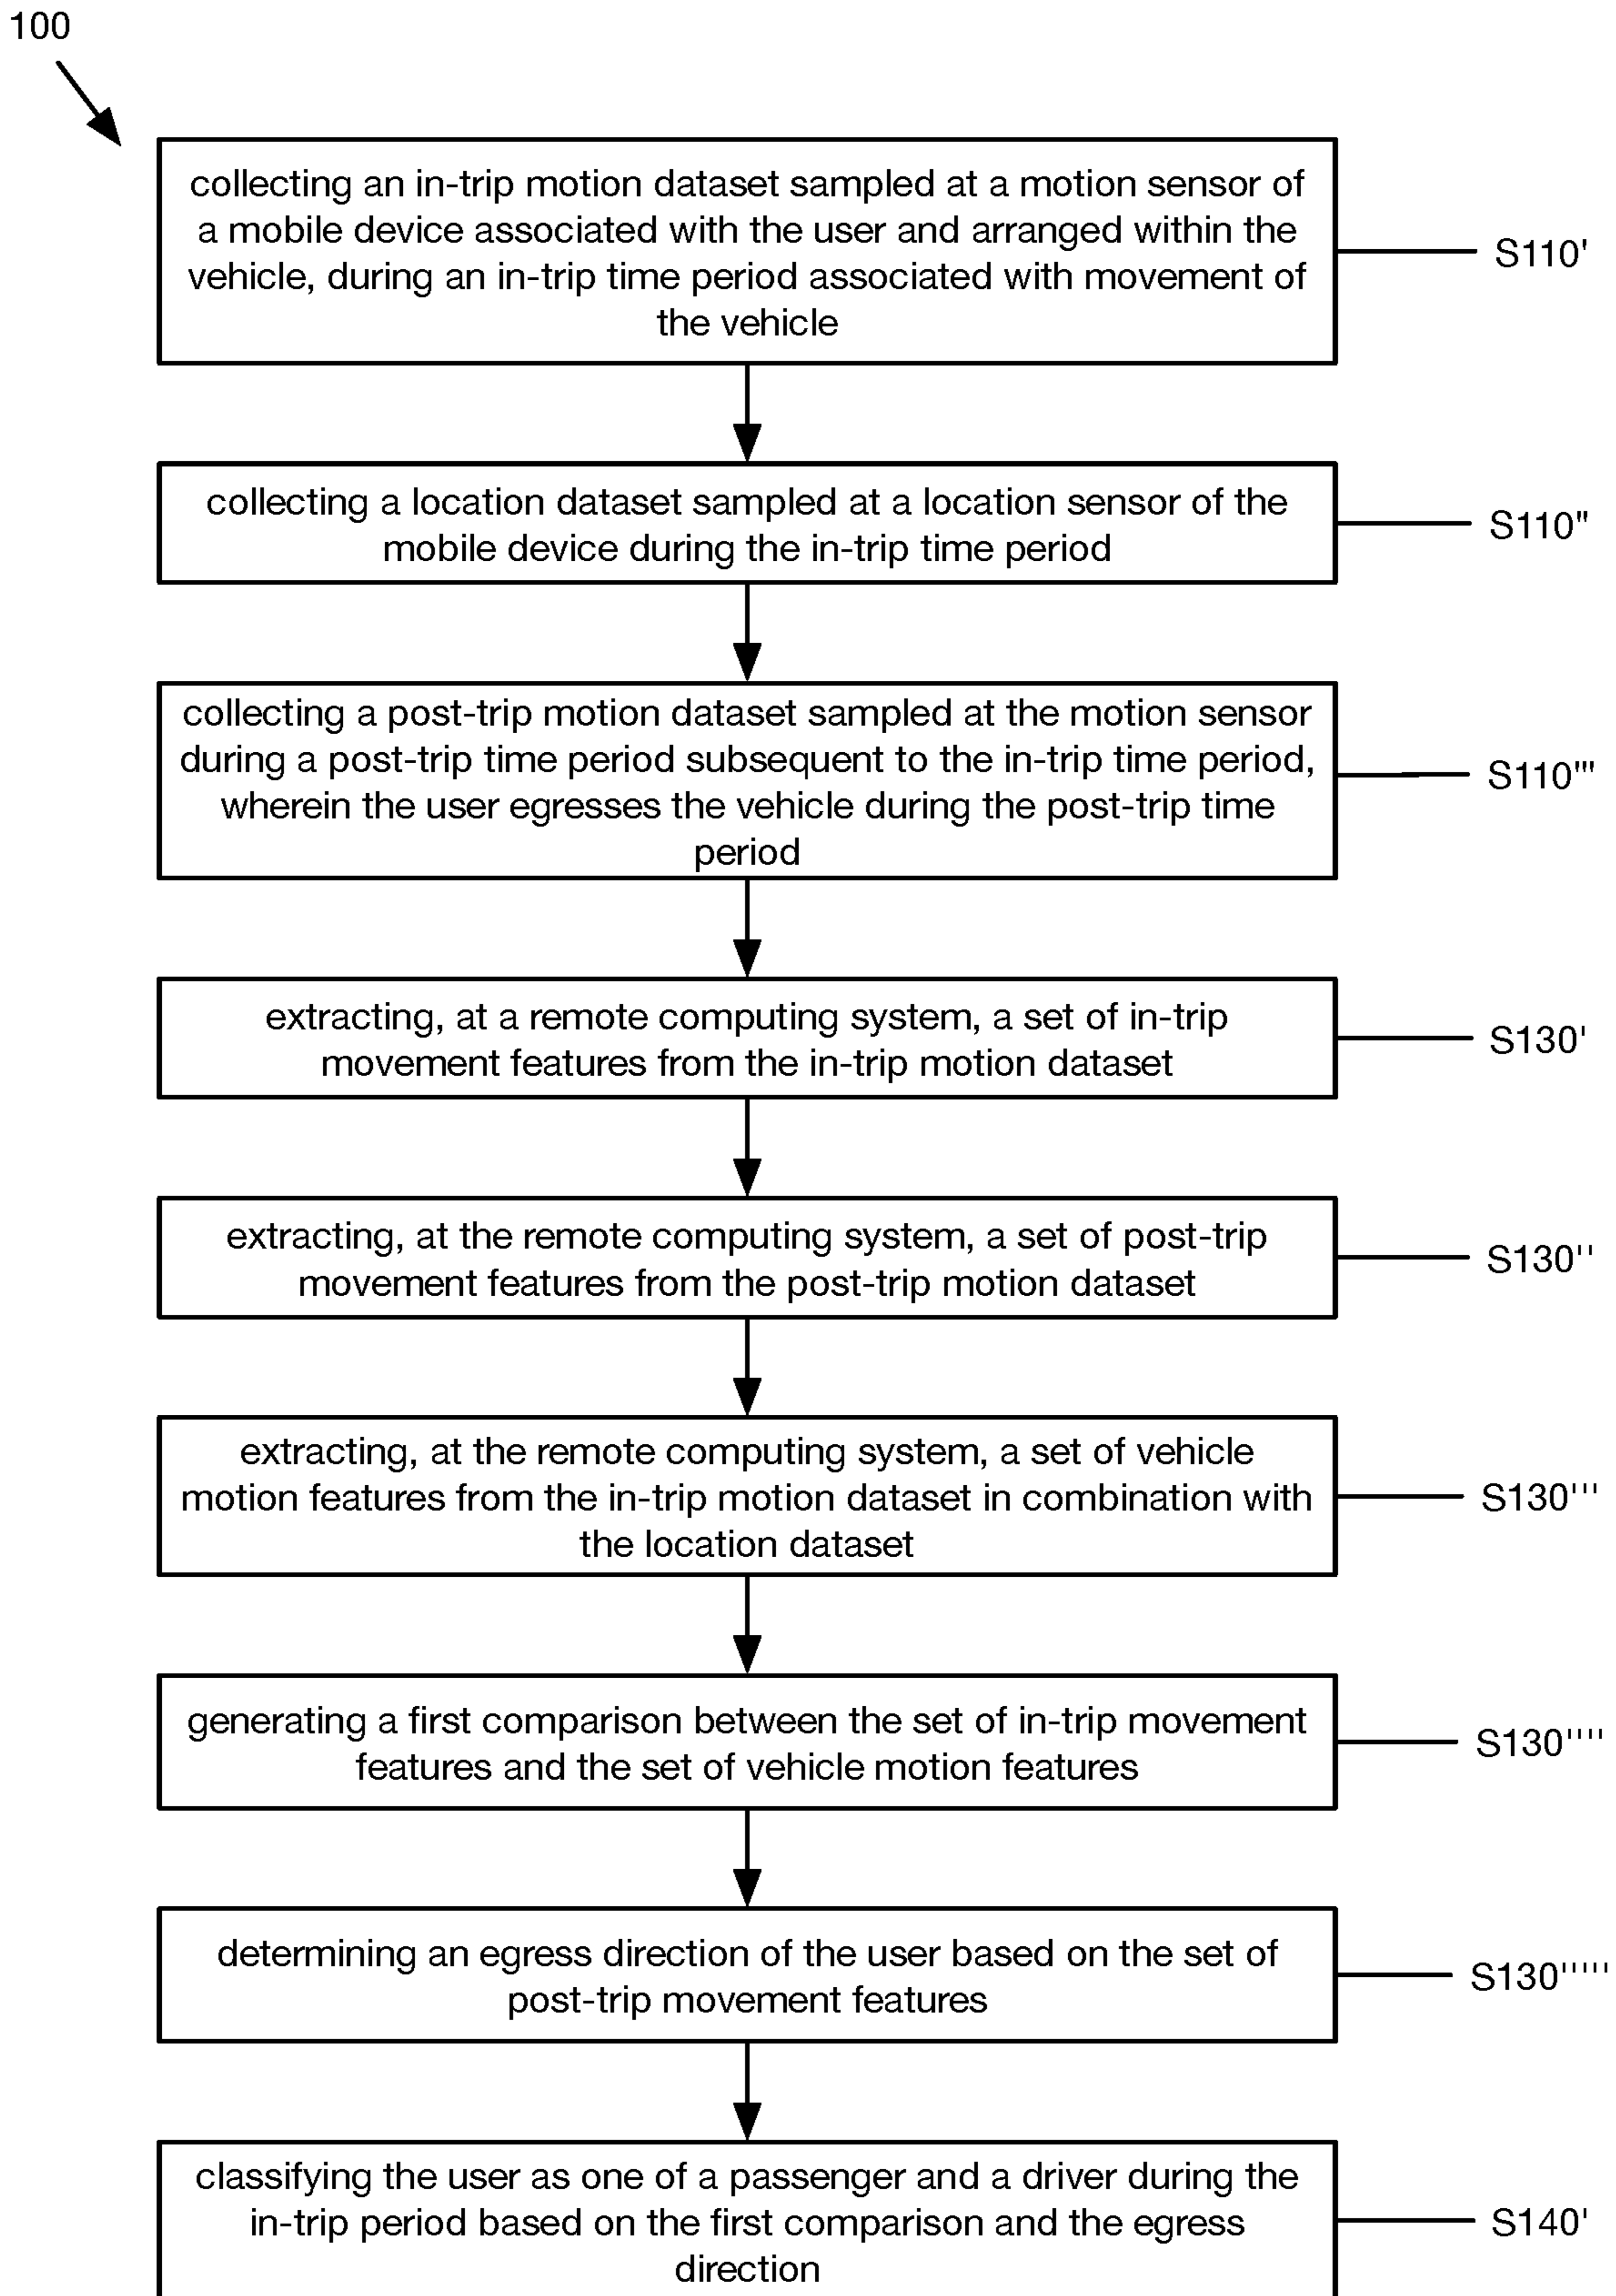 100
collecting an in-trip motion dataset sampled at a motion sensor of
a mobile device associated with the user and arranged within the
vehicle, during an in-trip time period associated with movement of
the vehicle
S110'
collecting a location dataset sampled at a location sensor of the
mobile device during the in-trip time period
S110"
collecting a post-trip motion dataset sampled at the motion sensor
during a post-trip time period subsequent to the in-trip time period,
wherein the user egresses the vehicle during the post-trip time
period
S110"'
extracting, at a remote computing system, a set of in-trip
movement features from the in-trip motion dataset
S130'
extracting, at the remote computing system, a set of post-trip
movement features from the post-trip motion dataset
S130''
extracting, at the remote computing system, a set of vehicle
motion features from the in-trip motion dataset in combination with
the location dataset
S130'''
generating a first comparison between the set of in-trip movement
features and the set of vehicle motion features
S130''''
determining an egress direction of the user based on the set of
post-trip movement features
S130'''''
classifying the user as one of a passenger and a driver during the
in-trip period based on the first comparison and the egress
direction
S140'